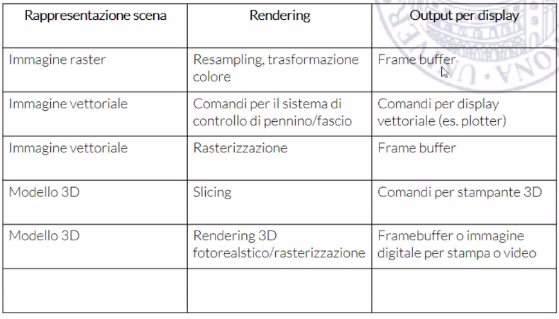 Rappresentazione scena Rendering Output per display
Immagine raster Resampling, trasformazione Frame buffer
colore
Immagine vettoriale Comandi per il sistema di Comandi per display
controllo di pennino/fascio vettoriale (es. plotter)
Immagine vettoriale Rasterizzazione Frame buffer
Modello 3D Slicing Comandi per stampante 3D
Modello 3D Rendering 3D Framebuffer o immagine
fotorealstico/rasterizzazione digitale per stampa o video